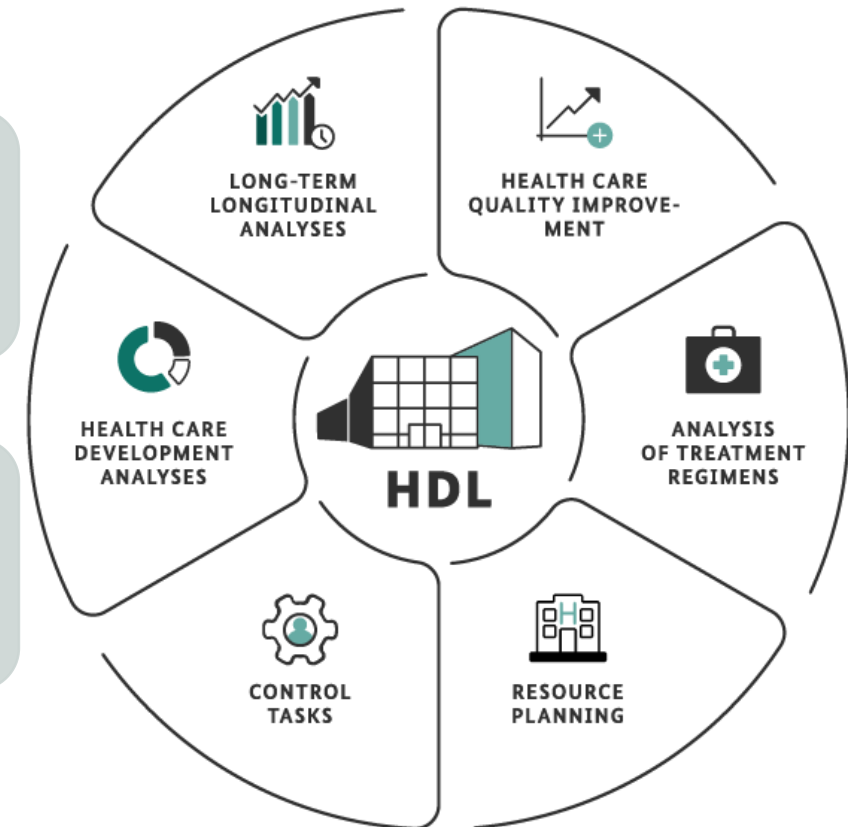 LONG-TERM
LONGITUDINAL
ANALYSES
HEALTH CARE
QUALITY IMPROVE-
MENT
HEALTH CARE
DEVELOPMENT
ANALYSES
ANALYSIS
OF TREATMENT
REGIMENS
HDL
CONTROL
TASKS
H
RESOURCE
PLANNING